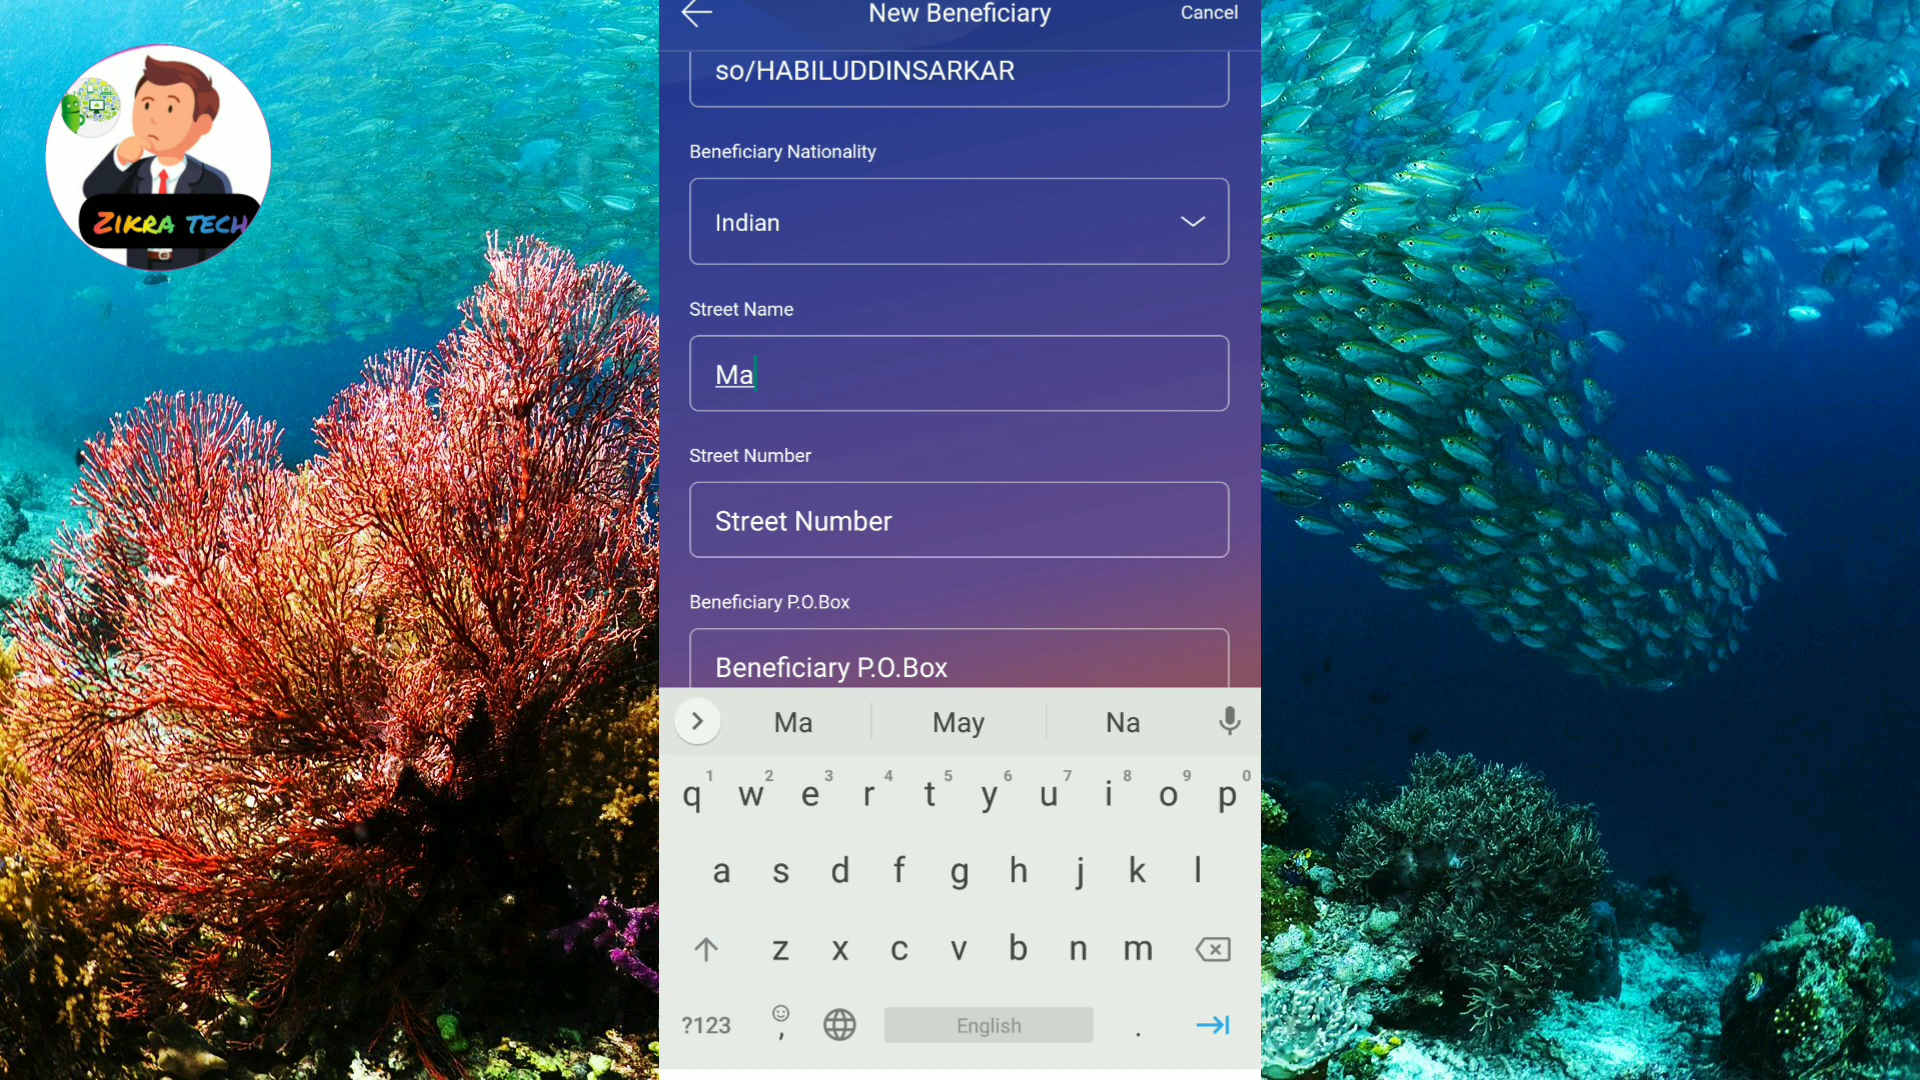 ZIKRA TECH
New Beneficiary
Cancel
so/HABILUDDINSARKAR
Beneficiary Nationality
Indian
Street Name
Ma
Street Number
Street Number
Beneficiary P.O.Box
Beneficiary P.O.Box
Ma May Na
1 2 3 4 5 6 7 8 9 0
q w e r t y u i o p
a s d f g h j k l
z x c v b n m
?123 , English .